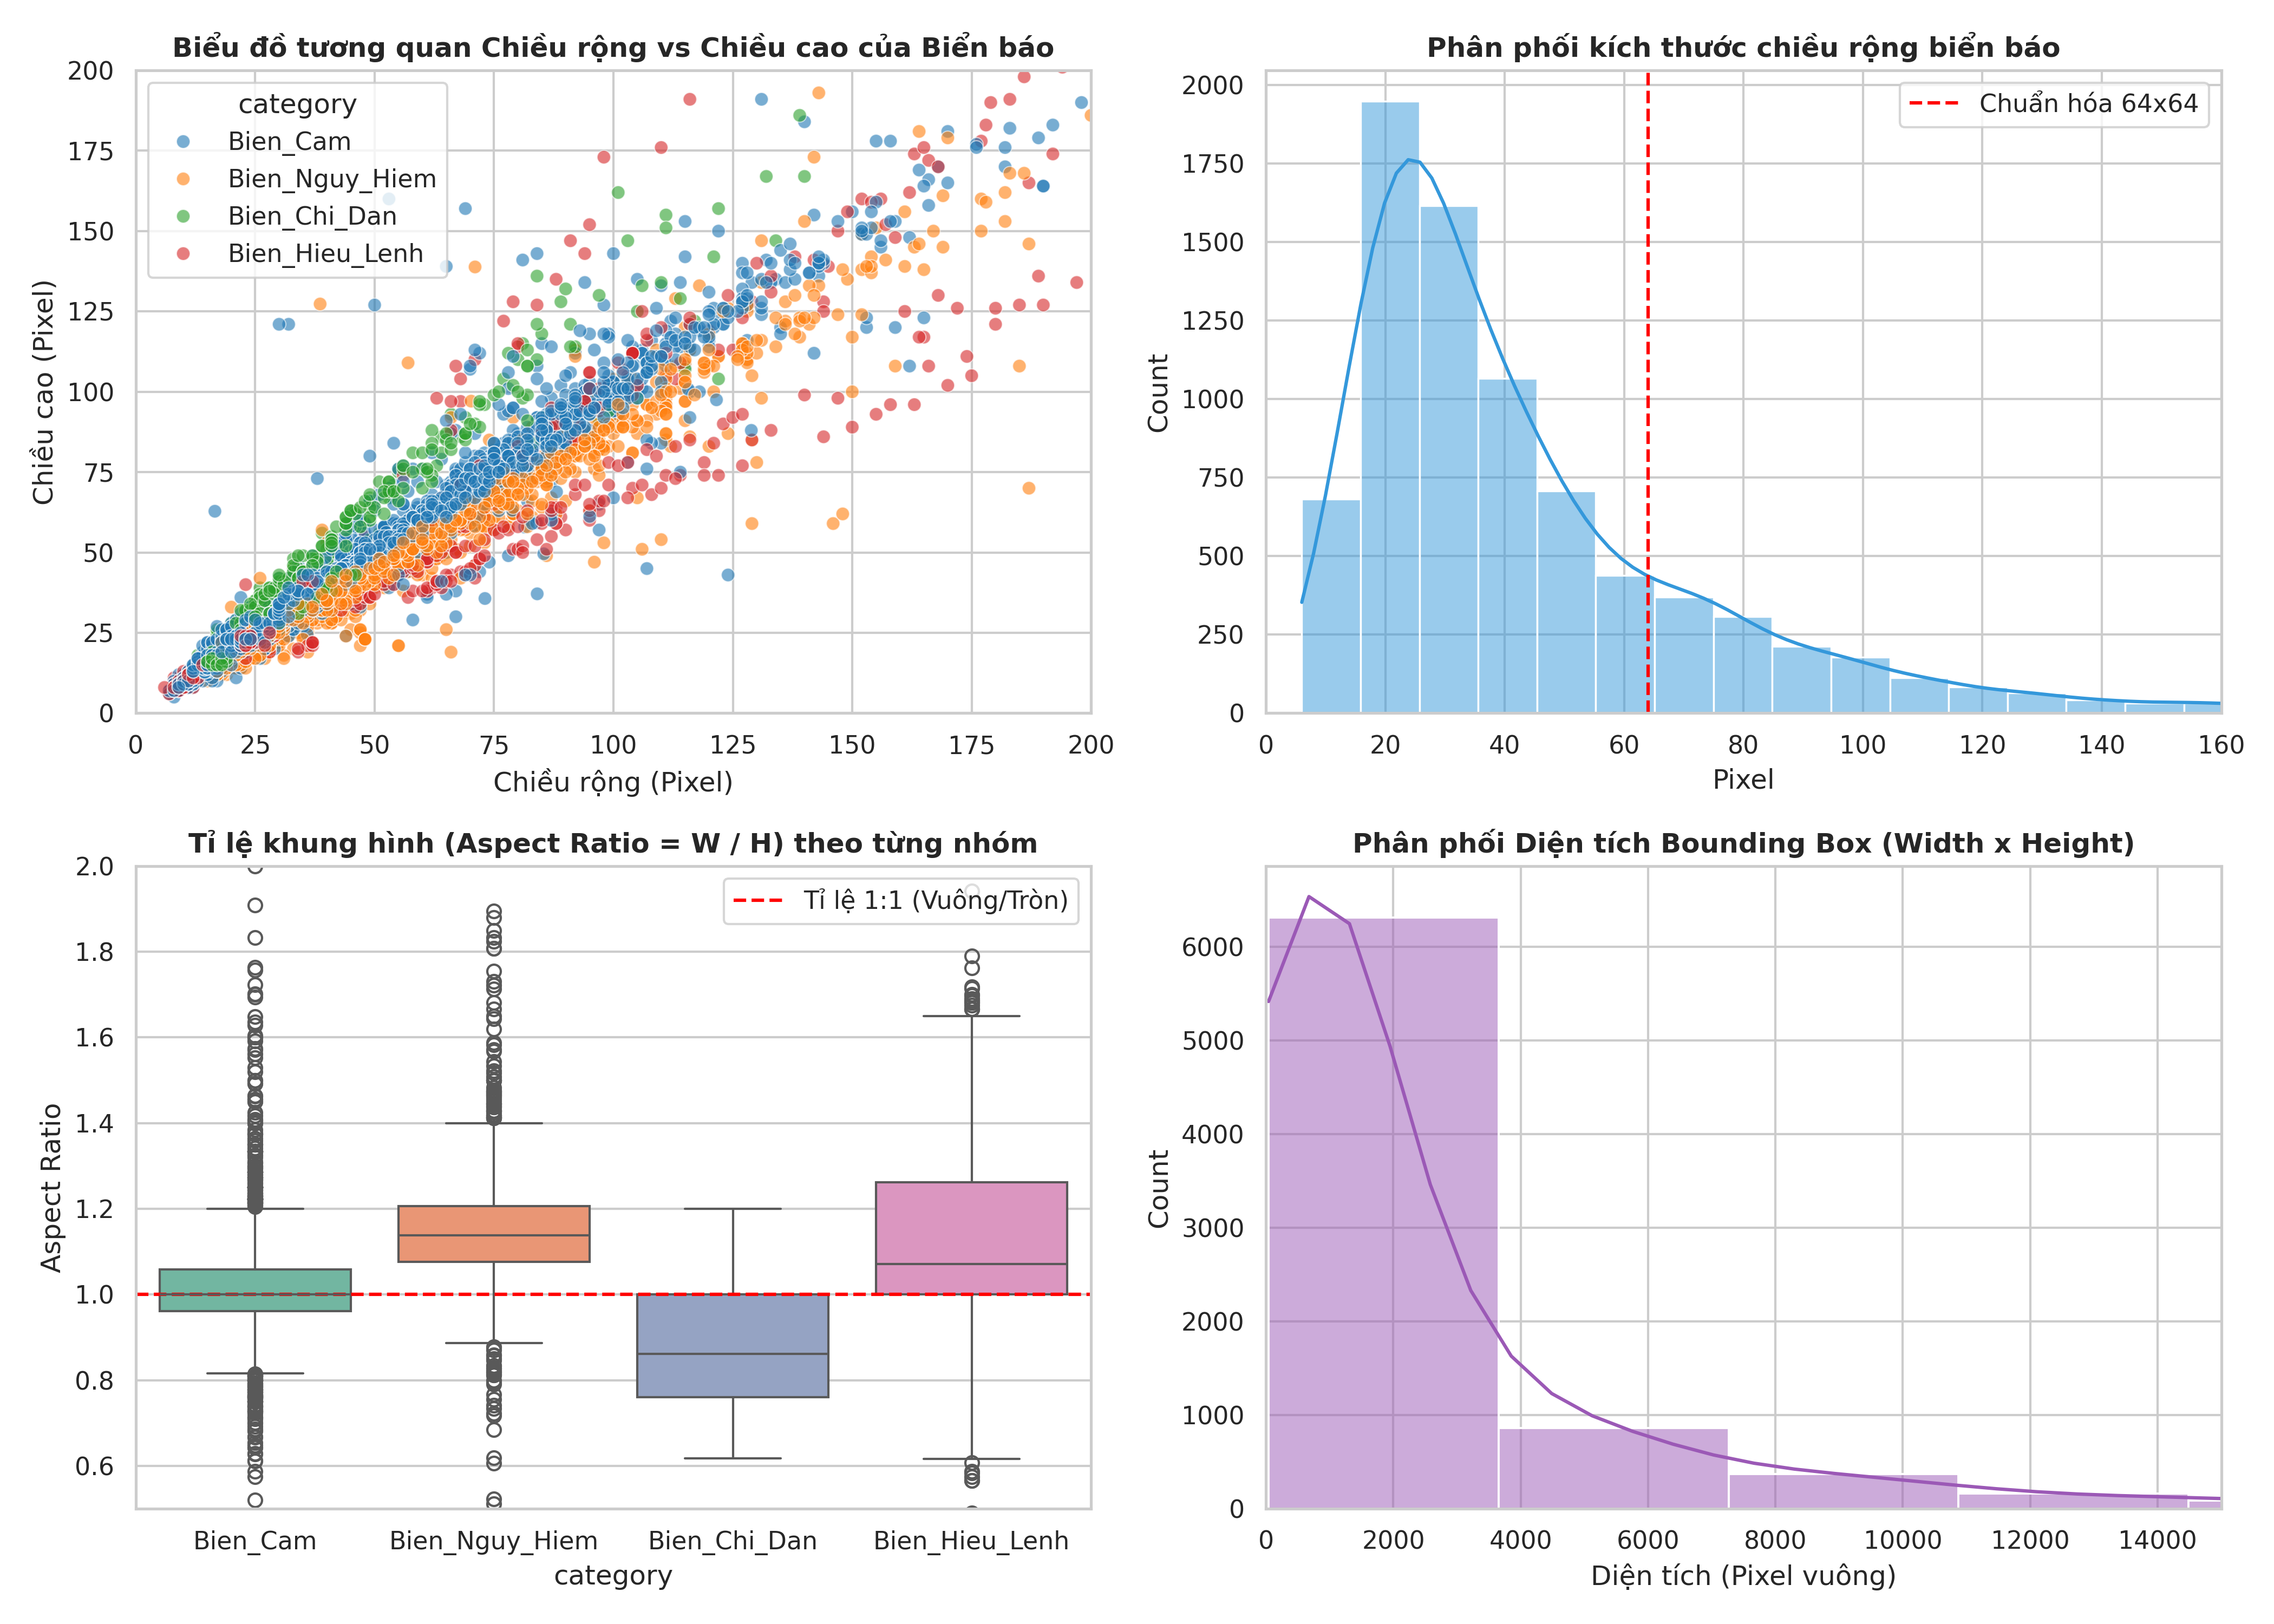 Biểu đồ tương quan Chiều rộng vs Chiều cao của Biển báo
200
175
150
125
100
75
50
25
0
Chiều cao (Pixel)
category
Bien_Cam
Bien_Nguy_Hiem
Bien_Chi_Dan
Bien_Hieu_Lenh
0 25 50 75 100 125 150 175 200
Chiều rộng (Pixel)
Phân phối kích thước chiều rộng biển báo
2000
1750
1500
1250
1000
750
500
250
0
Count
Chuẩn hóa 64x64
0 20 40 60 80 100 120 140 160
Pixel
Tỉ lệ khung hình (Aspect Ratio = W / H) theo từng nhóm
2.0
1.8
1.6
1.4
1.2
1.0
0.8
0.6
Aspect Ratio
Tỉ lệ 1:1 (Vuông/Tròn)
Bien_Cam Bien_Nguy_Hiem Bien_Chi_Dan Bien_Hieu_Lenh
category
Phân phối Diện tích Bounding Box (Width x Height)
6000
5000
4000
3000
2000
1000
0
Count
0 2000 4000 6000 8000 10000 12000 14000
Diện tích (Pixel vuông)